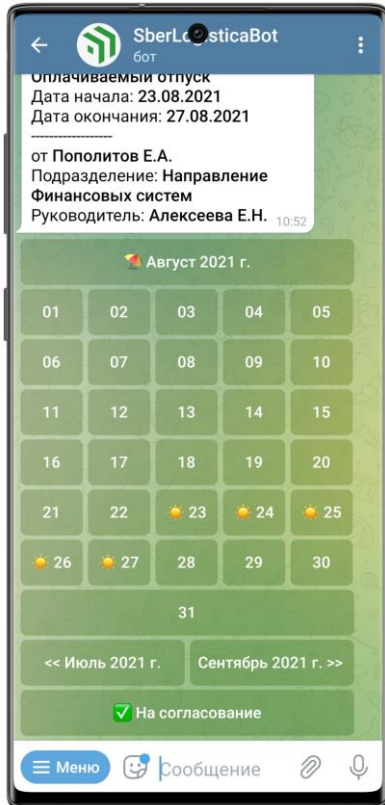 SberLogisticaBot
бот
Оплачиваемый отпуск
Дата начала: 23.08.2021
Дата окончания: 27.08.2021
------------------
от Пополитов Е.А.
Подразделение: Направление
Финансовых систем
Руководитель: Алексеева Е.Н. 10:52
Август 2021 г.
01 02 03 04 05
06 07 08 09 10
11 12 13 14 15
16 17 18 19 20
21 22 23 24 25
26 27 28 29 30
31
<< Июль 2021 г. Сентябрь 2021 г. >>
На согласование
Меню Сообщение